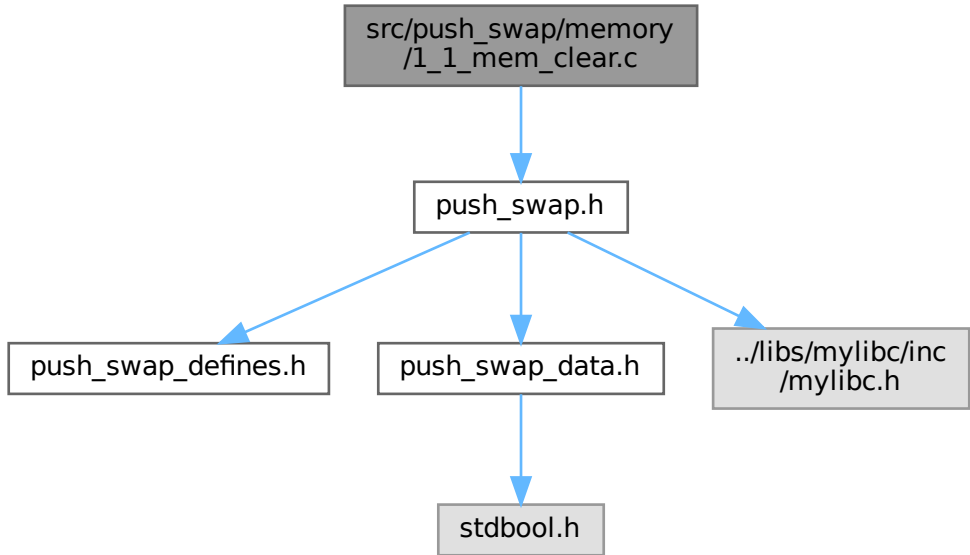 src/push_swap/memory
/1_1_mem_clear.c
push_swap.h
push_swap_defines.h
push_swap_data.h
../libs/mylibc/inc
/mylibc.h
stdbool.h